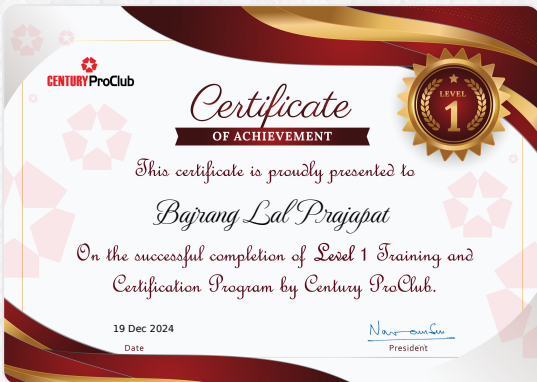 CENTURY ProClub
Certificate
OF ACHIEVEMENT
LEVEL
1
This certificate is proudly presented to
Bajrang Lal Prajapat
On the successful completion of Level 1 Training and
Certification Program by Century ProClub.
19 Dec 2024
Date
President